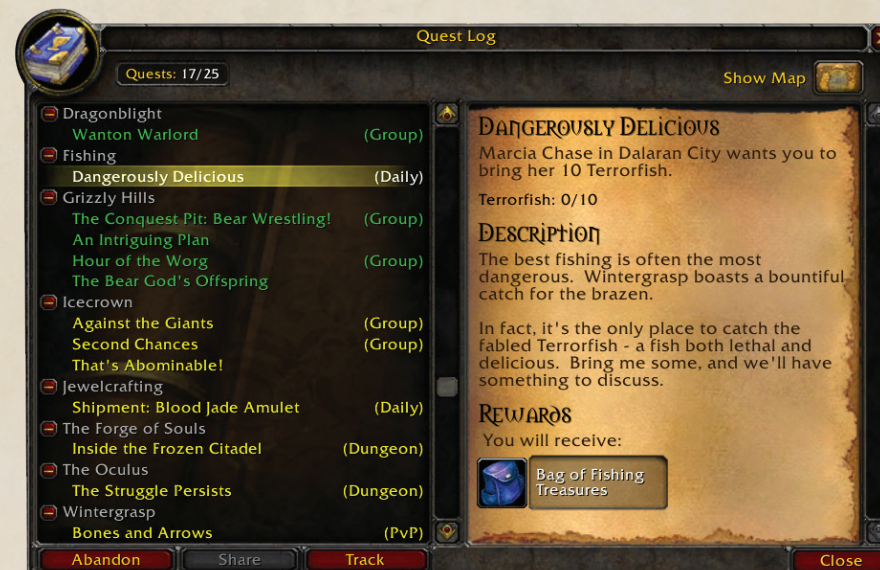 Quest Log
Quests: 17/25
Show Map
Dragonblight
Wanton Warlord (Group)
Fishing
Dangerously Delicious (Daily)
Grizzly Hills
The Conquest Pit: Bear Wrestling! (Group)
An Intriguing Plan
Hour of the Worg (Group)
The Bear God's Offspring
Icecrown
Against the Giants (Group)
Second Chances (Group)
That's Abominable!
Jewelcrafting
Shipment: Blood Jade Amulet (Daily)
The Forge of Souls
Inside the Frozen Citadel (Dungeon)
The Oculus
The Struggle Persists (Dungeon)
Wintergrasp
Bones and Arrows (PvP)
Abandon
Share
Track
Dangerously Delicious
Marcia Chase in Dalaran City wants you to
bring her 10 Terrorfish.
Terrorfish: 0/10
Description
The best fishing is often the most
dangerous. Wintergrasp boasts a bountiful
catch for the brazen.
In fact, it's the only place to catch the
fabled Terrorfish - a fish both lethal and
delicious. Bring me some, and we'll have
something to discuss.
Rewards
You will receive:
Bag of Fishing
Treasures
Close